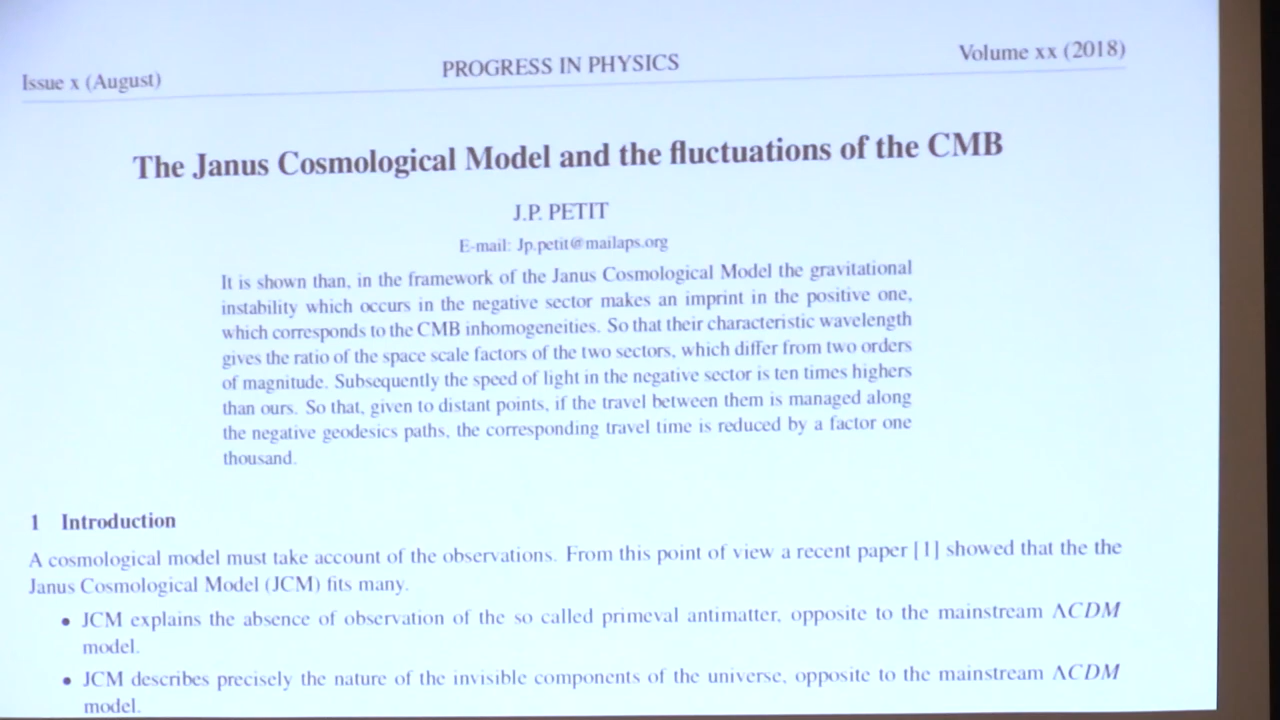 Issue x (August) PROGRESS IN PHYSICS Volume xx (2018)
The Janus Cosmological Model and the fluctuations of the CMB
J.P. PETIT
E-mail: Jp.petit@mailaps.org
It is shown than, in the framework of the Janus Cosmological Model the gravitational
instability which occurs in the negative sector makes an imprint in the positive one,
which corresponds to the CMB inhomogeneities. So that their characteristic wavelength
gives the ratio of the space scale factors of the two sectors, which differ from two orders
of magnitude. Subsequently the speed of light in the negative sector is ten times highers
than ours. So that, given to distant points, if the travel between them is managed along
the negative geodesics paths, the corresponding travel time is reduced by a factor one
thousand.
1 Introduction
A cosmological model must take account of the observations. From this point of view a recent paper [1] showed that the the
Janus Cosmological Model (JCM) fits many.
• JCM explains the absence of observation of the so called primeval antimatter, opposite to the mainstream ΛCDM
model.
• JCM describes precisely the nature of the invisible components of the universe, opposite to the mainstream ΛCDM
model.